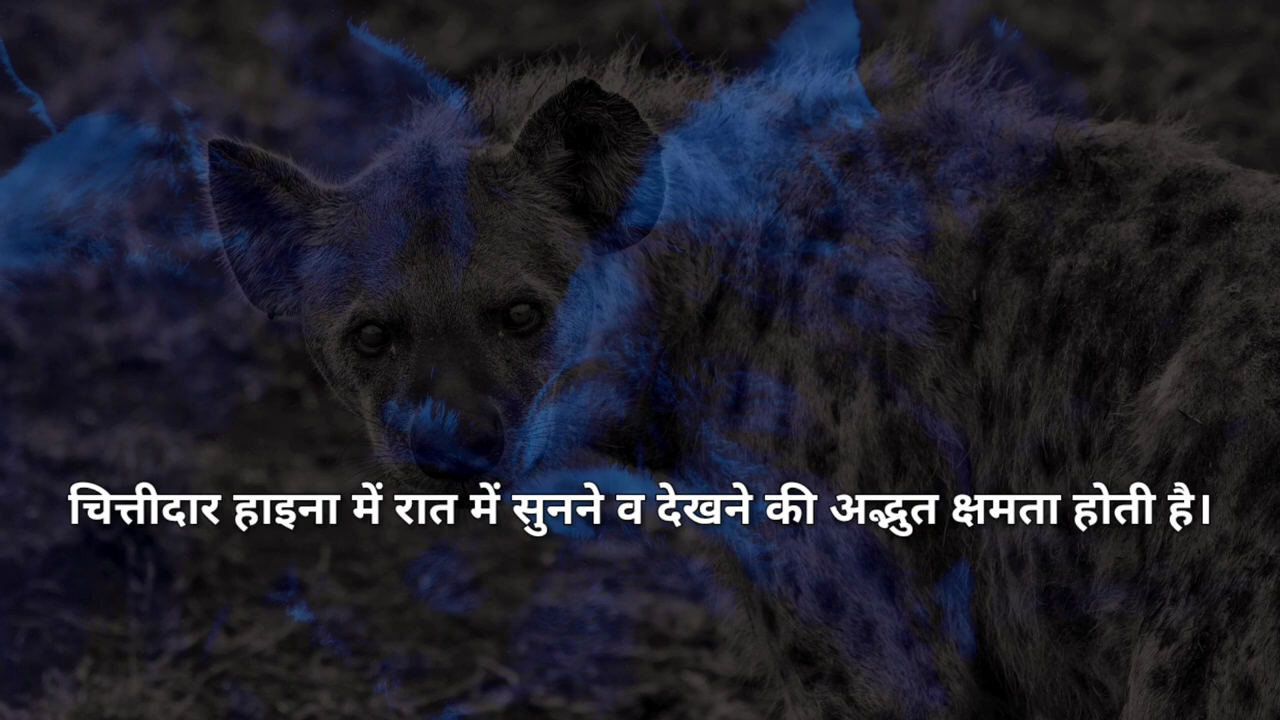 चित्तीदार हाइना में रात में सुनने व देखने की अद्भुत क्षमता होती है।